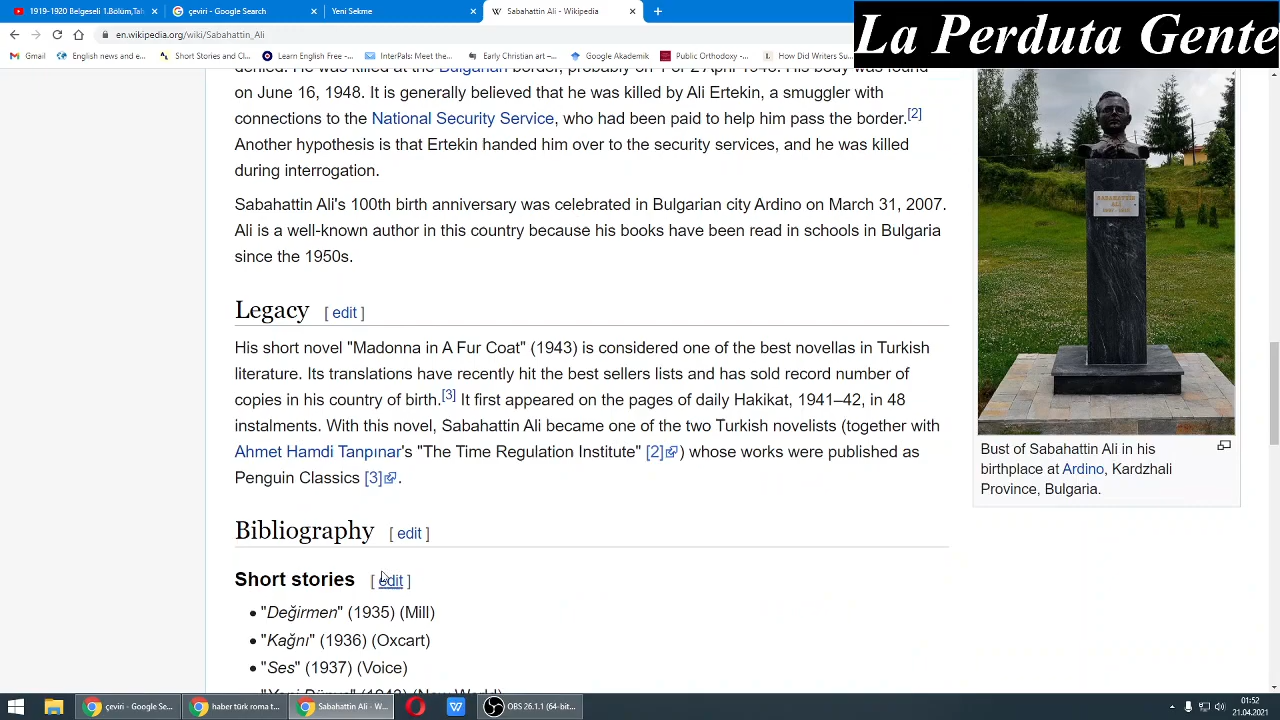 1919-1920 Belgeseli 1.Bölüm,Tah
çeviri - Google Search
Yeni Sekme
Sabahattin Ali - Wikipedia
La Perduta Gente
en.wikipedia.org/wiki/Sabahattin_Ali
Gmail
English news and e...
Short Stories and Cl...
Learn English Free -...
InterPals: Meet the...
Early Christian art -...
Google Akademik
Public Orthodoxy -...
How Did Writers Su...
denied. He was killed at the Bulgarian border, probably on 1 or 2 April 1948. His body was found
on June 16, 1948. It is generally believed that he was killed by Ali Ertekin, a smuggler with
connections to the National Security Service, who had been paid to help him pass the border.[2]
Another hypothesis is that Ertekin handed him over to the security services, and he was killed
during interrogation.
Sabahattin Ali's 100th birth anniversary was celebrated in Bulgarian city Ardino on March 31, 2007.
Ali is a well-known author in this country because his books have been read in schools in Bulgaria
since the 1950s.
Legacy [ edit ]
His short novel "Madonna in A Fur Coat" (1943) is considered one of the best novellas in Turkish
literature. Its translations have recently hit the best sellers lists and has sold record number of
copies in his country of birth.[3] It first appeared on the pages of daily Hakikat, 1941–42, in 48
instalments. With this novel, Sabahattin Ali became one of the two Turkish novelists (together with
Ahmet Hamdi Tanpınar's "The Time Regulation Institute" [2]) whose works were published as
Penguin Classics [3].
Bibliography [ edit ]
Short stories [ edit ]
• "Değirmen" (1935) (Mill)
• "Kağnı" (1936) (Oxcart)
• "Ses" (1937) (Voice)
• "Yeni Dünya" (1943) (New World)
SABAHATTİN
ALİ
Bust of Sabahattin Ali in his
birthplace at Ardino, Kardzhali
Province, Bulgaria.
çeviri - Google Se...
haber türk roma t...
Sabahattin Ali - W...
OBS 26.1.1 (64-bit...
01:52
21.04.2021